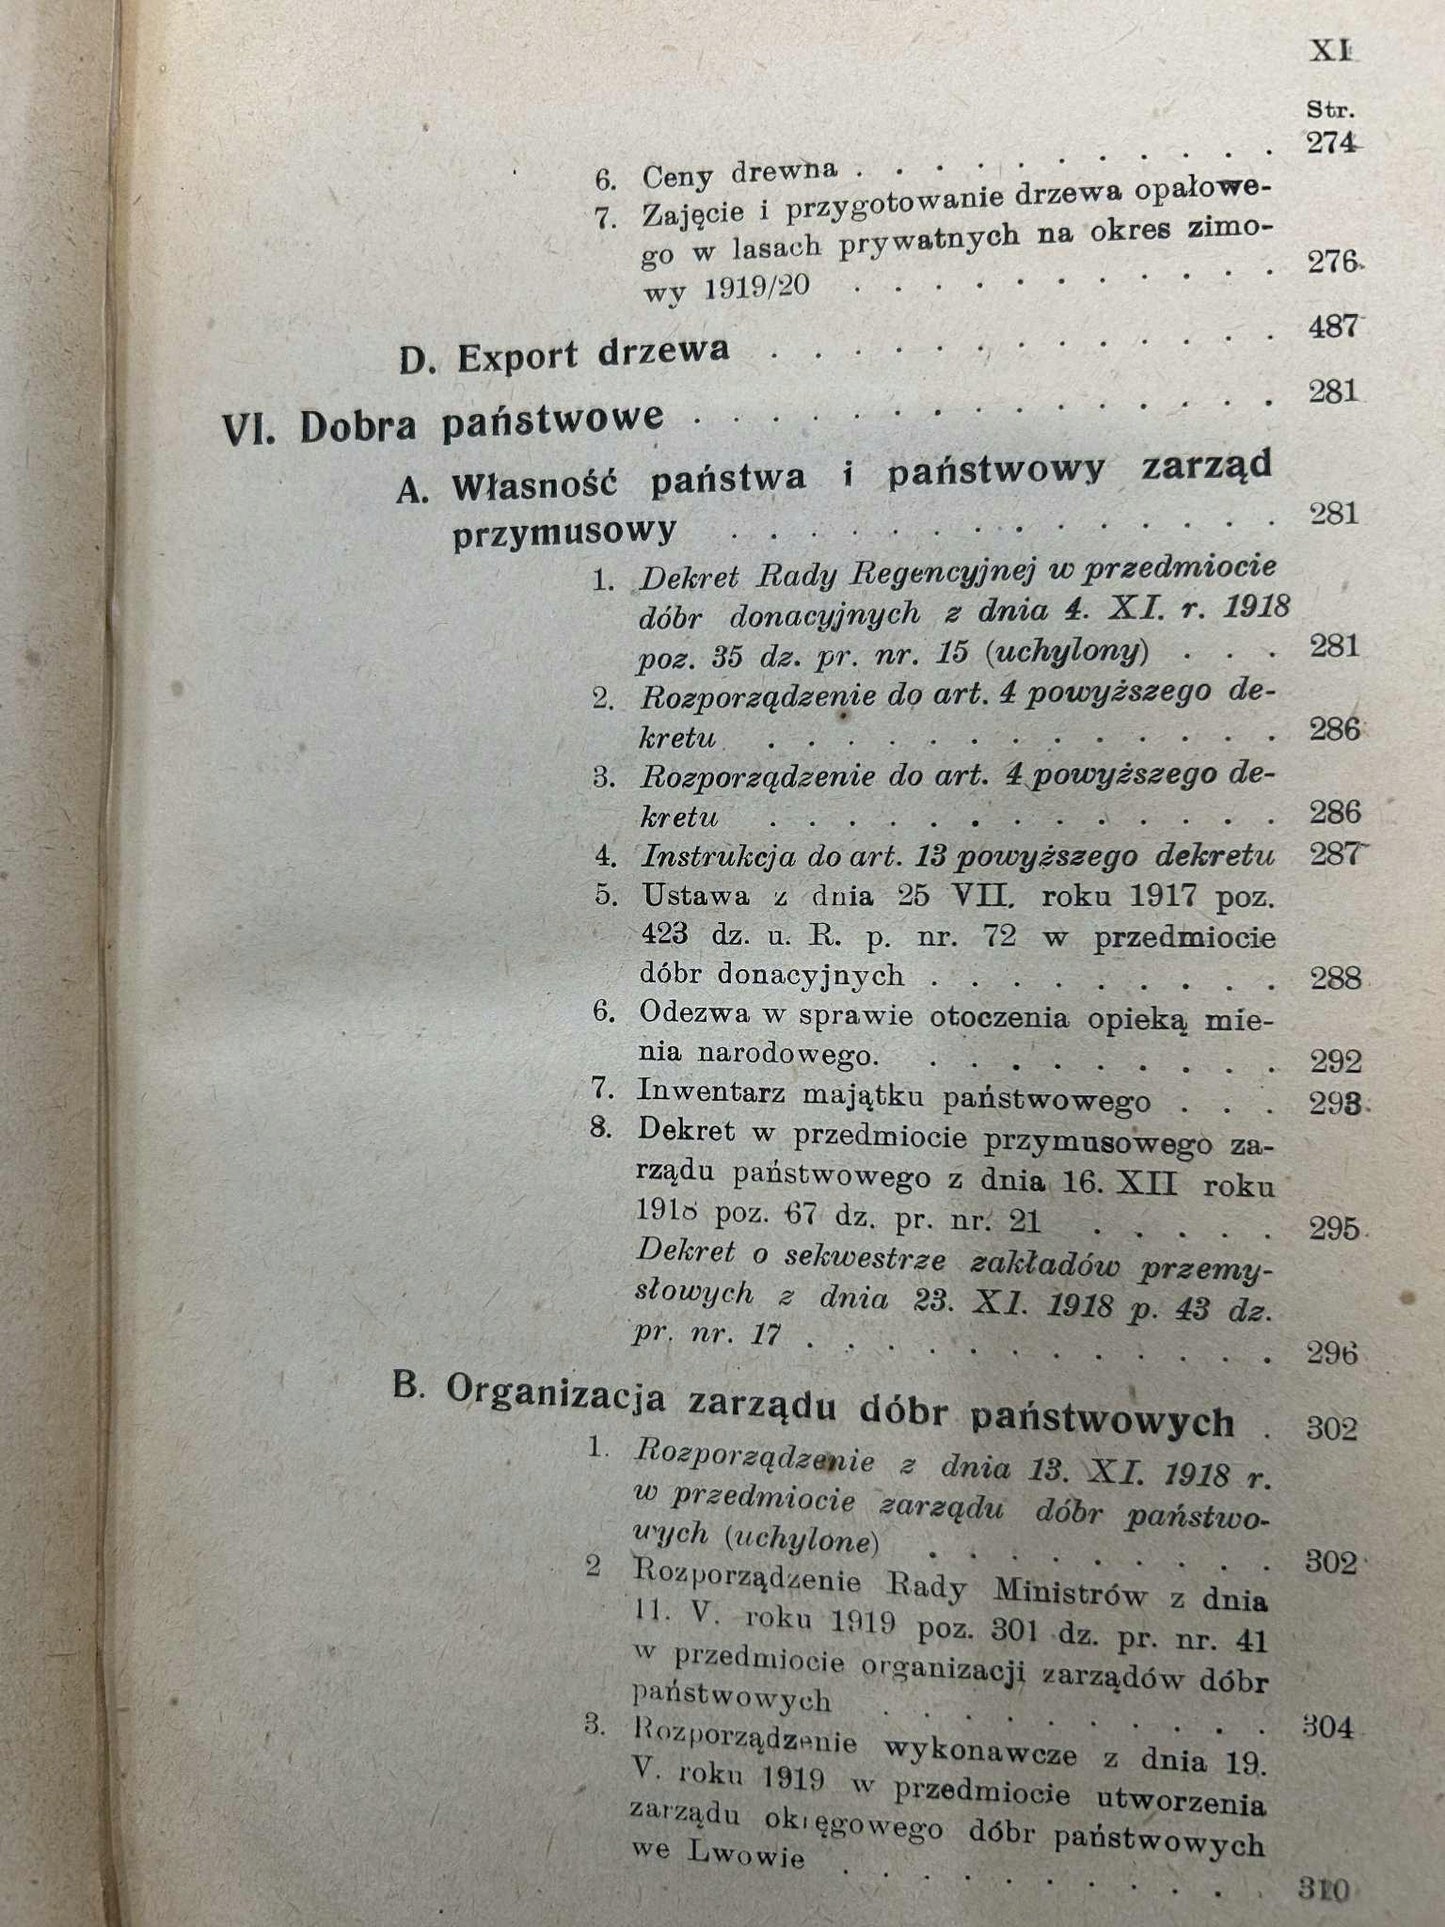 XI
Str.
6. Ceny drewna . . . . . . . . . . . 274
7. Zajęcie i przygotowanie drzewa opałowe-
go w lasach prywatnych na okres zimo-
wy 1919/20 . . . . . . . . . . . 276
D. Export drzewa . . . . . . . . . . . . . 487
VI. Dobra państwowe . . . . . . . . . . . . . . . 281
A. Własność państwa i państwowy zarząd
przymusowy . . . . . . . . . . . . . . 281
1. Dekret Rady Regencyjnej w przedmiocie
dóbr donacyjnych z dnia 4. XI. r. 1918
poz. 35 dz. pr. nr. 15 (uchylony) . . . 281
2. Rozporządzenie do art. 4 powyższego de-
kretu . . . . . . . . . . . . . 286
3. Rozporządzenie do art. 4 powyższego de-
kretu . . . . . . . . . . . . . 286
4. Instrukcja do art. 13 powyższego dekretu 287
5. Ustawa z dnia 25 VII. roku 1917 poz.
423 dz. u. R. p. nr. 72 w przedmiocie
dóbr donacyjnych . . . . . . . . . 288
6. Odezwa w sprawie otoczenia opieką mie-
nia narodowego. . . . . . . . . . 292
7. Inwentarz majątku państwowego . . . 293
8. Dekret w przedmiocie przymusowego za-
rządu państwowego z dnia 16. XII roku
1918 poz. 67 dz. pr. nr. 21 . . . . . 295
Dekret o sekwestrze zakładów przemy-
słowych z dnia 23. XI. 1918 p. 43 dz.
pr. nr. 17 . . . . . . . . . . . . 296
B. Organizacja zarządu dóbr państwowych . 302
1. Rozporządzenie z dnia 13. XI. 1918 r.
w przedmiocie zarządu dóbr państwo-
wych (uchylone) . . . . . . . . . 302
2 Rozporządzenie Rady Ministrów z dnia
11. V. roku 1919 poz. 301 dz. pr. nr. 41
w przedmiocie organizacji zarządów dóbr
państwowych . . . . . . . . . . 304
3. Rozporządzenie wykonawcze z dnia 19.
V. roku 1919 w przedmiocie utworzenia
zarządu okręgowego dóbr państwowych
we Lwowie . . . . . . . . . . . 310